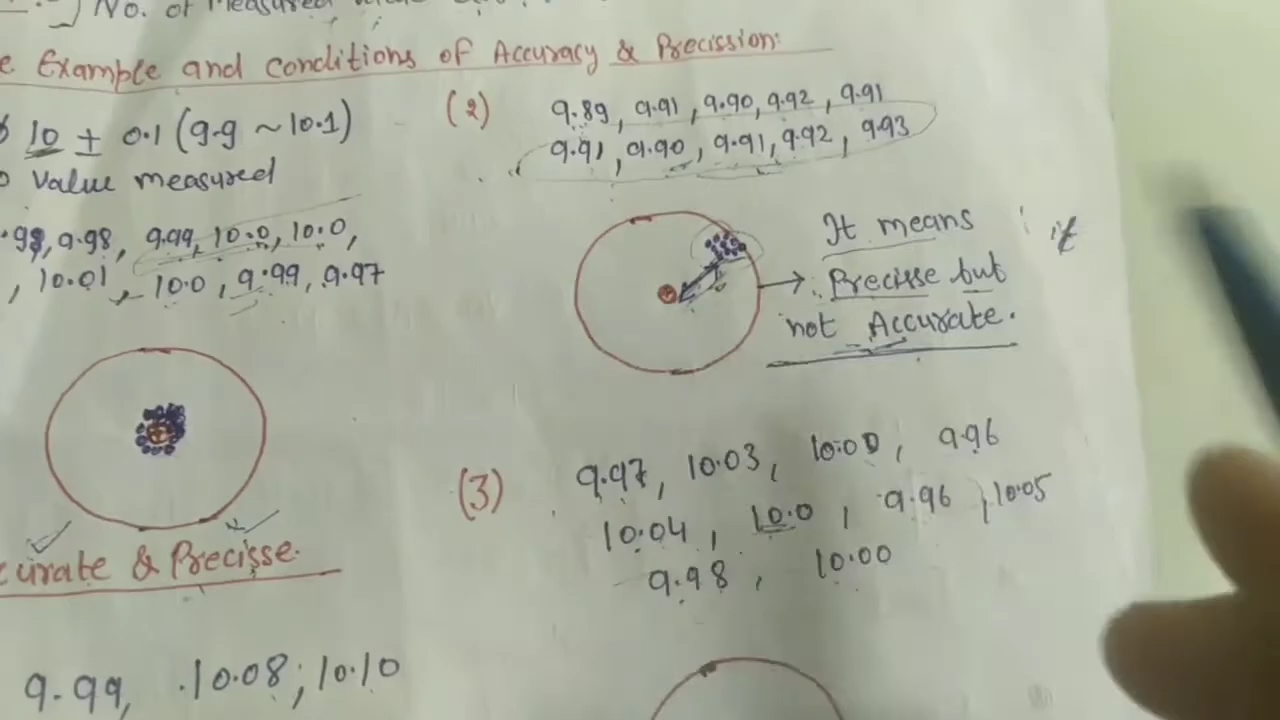 No. of Measured
Example and conditions of Accuracy & Precission:
10 ± 0.1 (9.9 ~ 10.1)
Value measured
9.98, 9.99, 10.0, 10.0,
, 10.01, 10.0, 9.99, 9.97
curate & Precisse.
9.99, 10.08, 10.10
(2) 9.89, 9.91, 9.90, 9.92, 9.91
9.91, 9.90, 9.91, 9.92, 9.93
It means
Precisse but
not Accurate.
(3) 9.97, 10.03, 10.00, 9.96
10.04, 10.0, 9.96, 10.05
9.98, 10.00